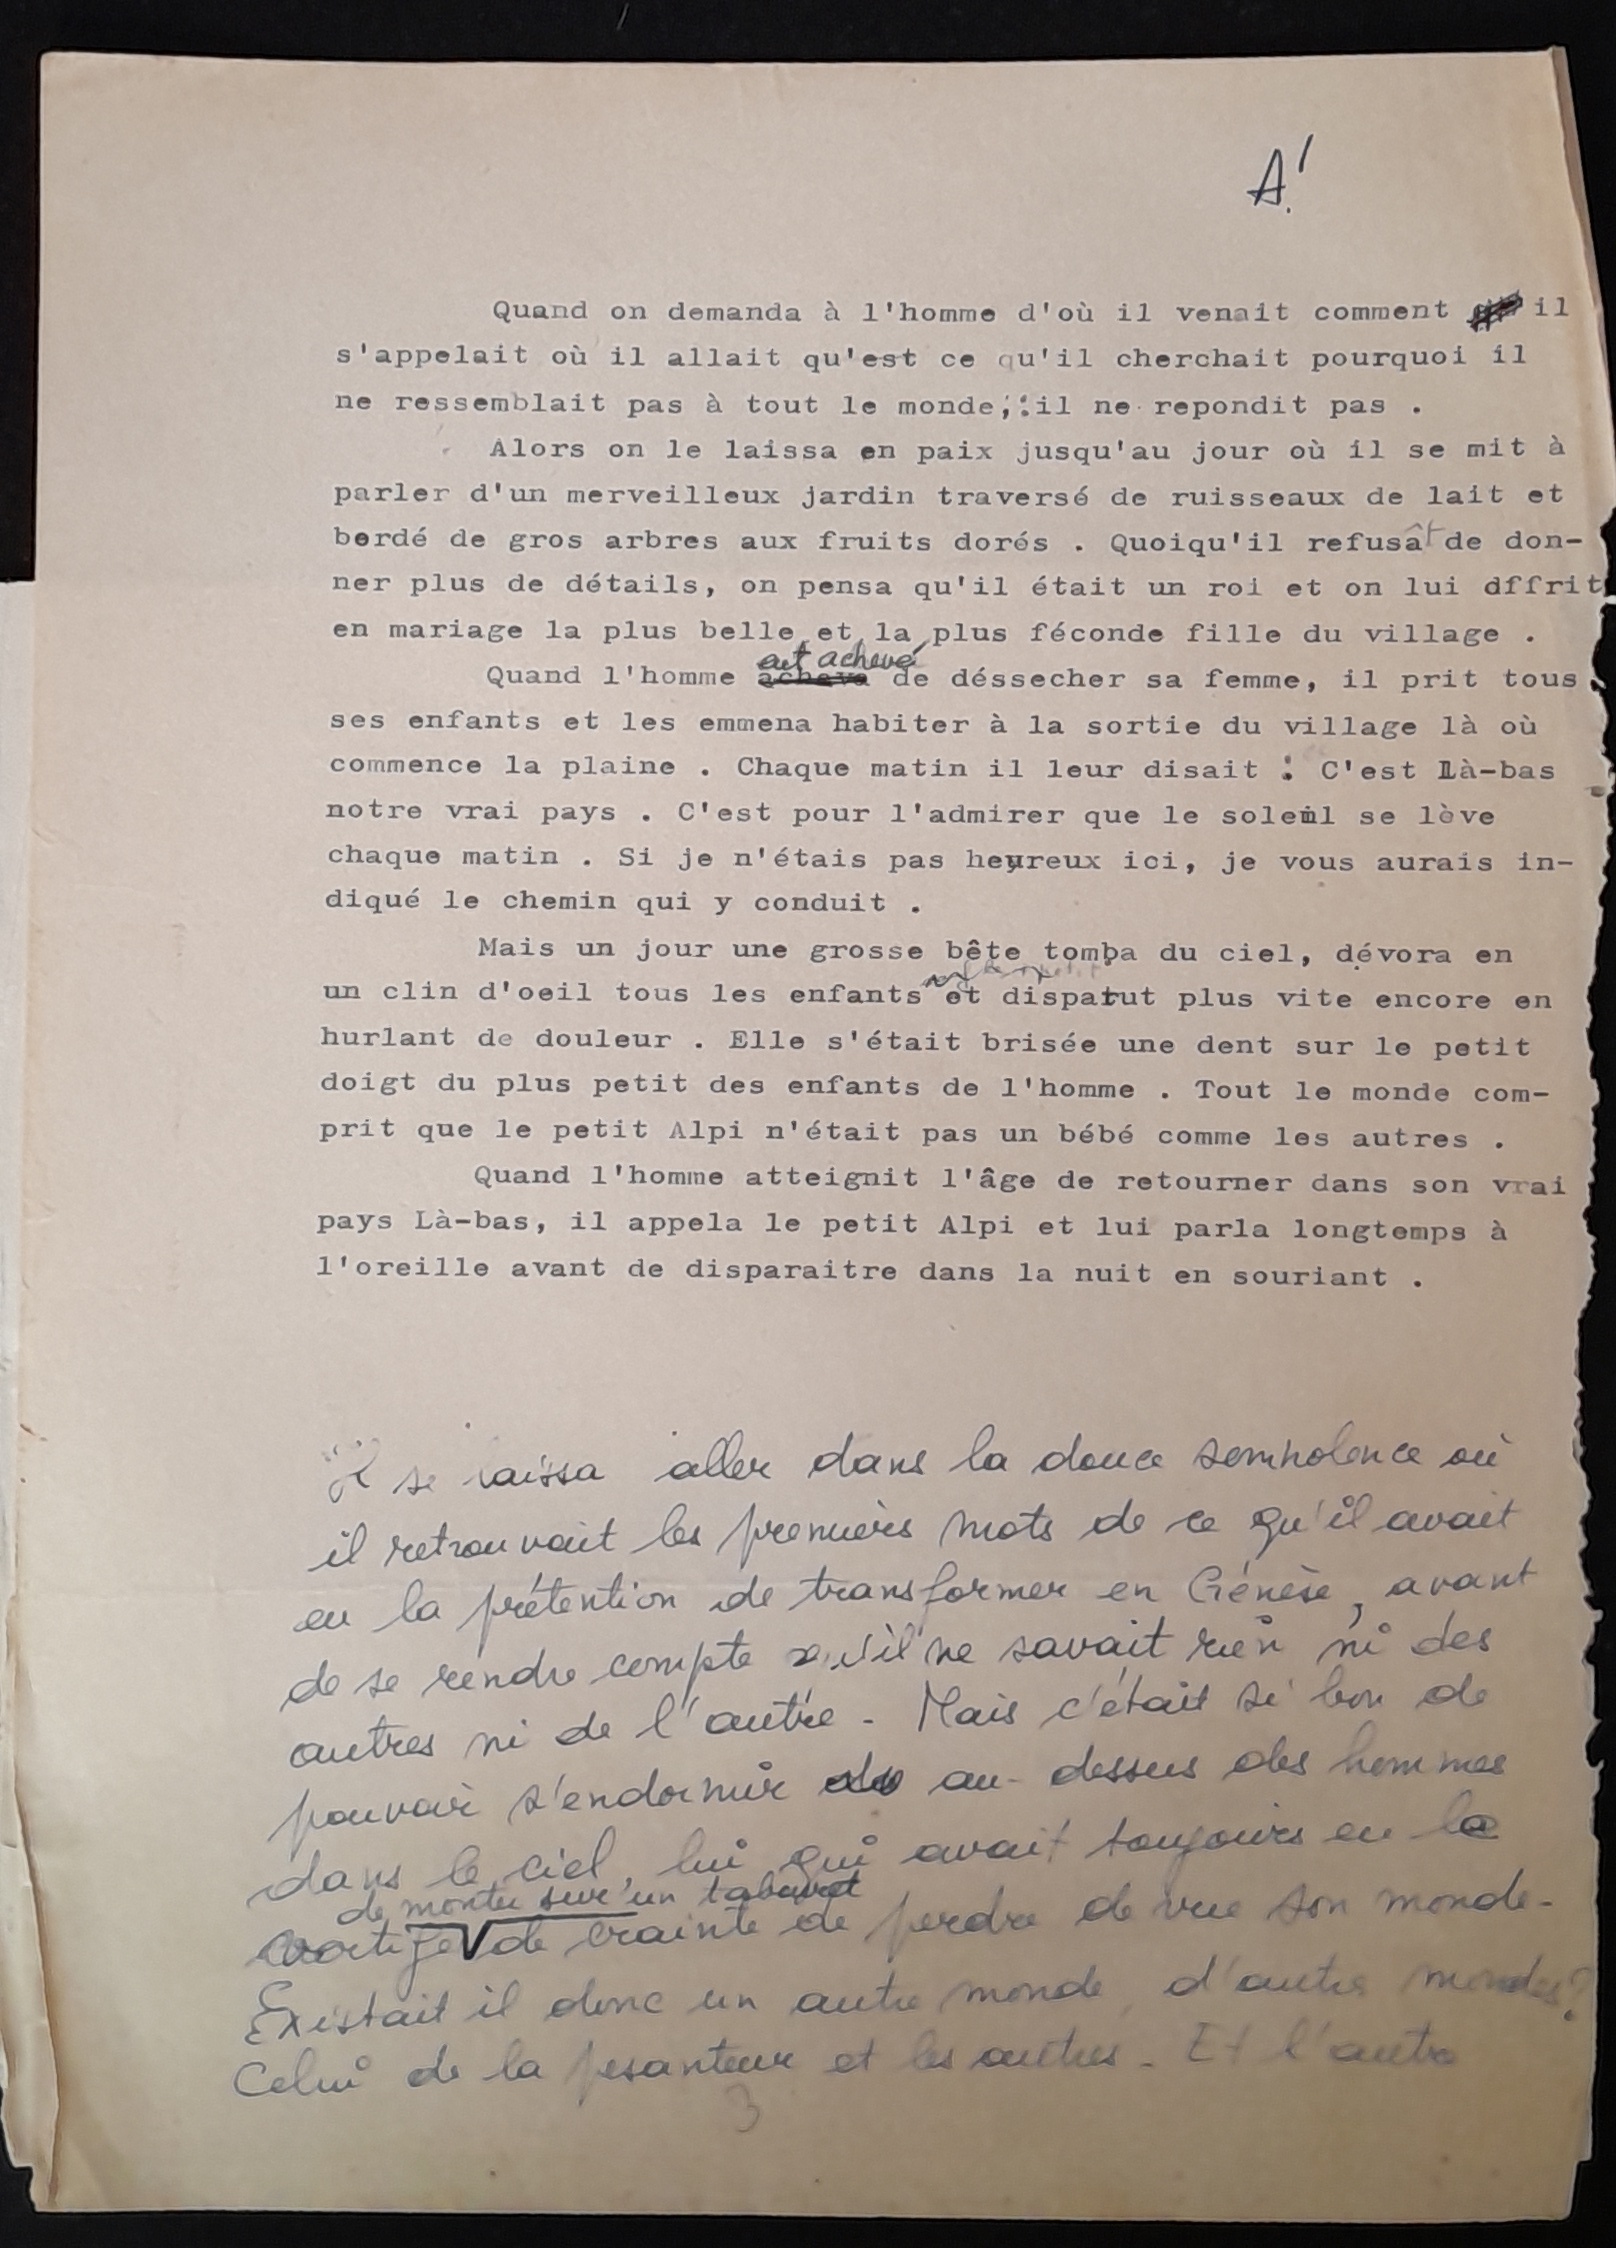 A!
Quand on demanda à l'homme d'où il venait comment il
s'appelait où il allait qu'est ce qu'il cherchait pourquoi il
ne ressemblait pas à tout le monde, : il ne repondit pas .
Alors on le laissa en paix jusqu'au jour où il se mit à
parler d'un merveilleux jardin traversé de ruisseaux de lait et
bordé de gros arbres aux fruits dorés . Quoiqu'il refusât de don-
ner plus de détails, on pensa qu'il était un roi et on lui dffrit
en mariage la plus belle et la plus féconde fille du village .
eut achevé
Quand l'homme acheva de déssecher sa femme, il prit tous
ses enfants et les emmena habiter à la sortie du village là où
commence la plaine . Chaque matin il leur disait : C'est Là-bas
notre vrai pays . C'est pour l'admirer que le soleil se lève
chaque matin . Si je n'étais pas heureux ici, je vous aurais in-
diqué le chemin qui y conduit .
Mais un jour une grosse bête tomba du ciel, dévora en
un clin d'oeil tous les enfants et disparut plus vite encore en
hurlant de douleur . Elle s'était brisée une dent sur le petit
doigt du plus petit des enfants de l'homme . Tout le monde com-
prit que le petit Alpi n'était pas un bébé comme les autres .
Quand l'homme atteignit l'âge de retourner dans son vrai
pays Là-bas, il appela le petit Alpi et lui parla longtemps à
l'oreille avant de disparaitre dans la nuit en souriant .
Il se laissa aller dans la douce somnolence où
il retrouvait les premiers mots de ce qu'il avait
eu la prétention de transformer en Génèse, avant
de se rendre compte qu'il ne savait rien ni des
autres ni de l'autre - Mais c'était si bon de
pouvoir s'endormir au-dessus des hommes
dans le ciel, lui qui avait toujours eu le
de monter sur un tabouret
vertige de crainte de perdre de vue son monde -
Existait il donc un autre monde, d'autres mondes?
Celui de la pesanteur et les autres - Et l'autre
3